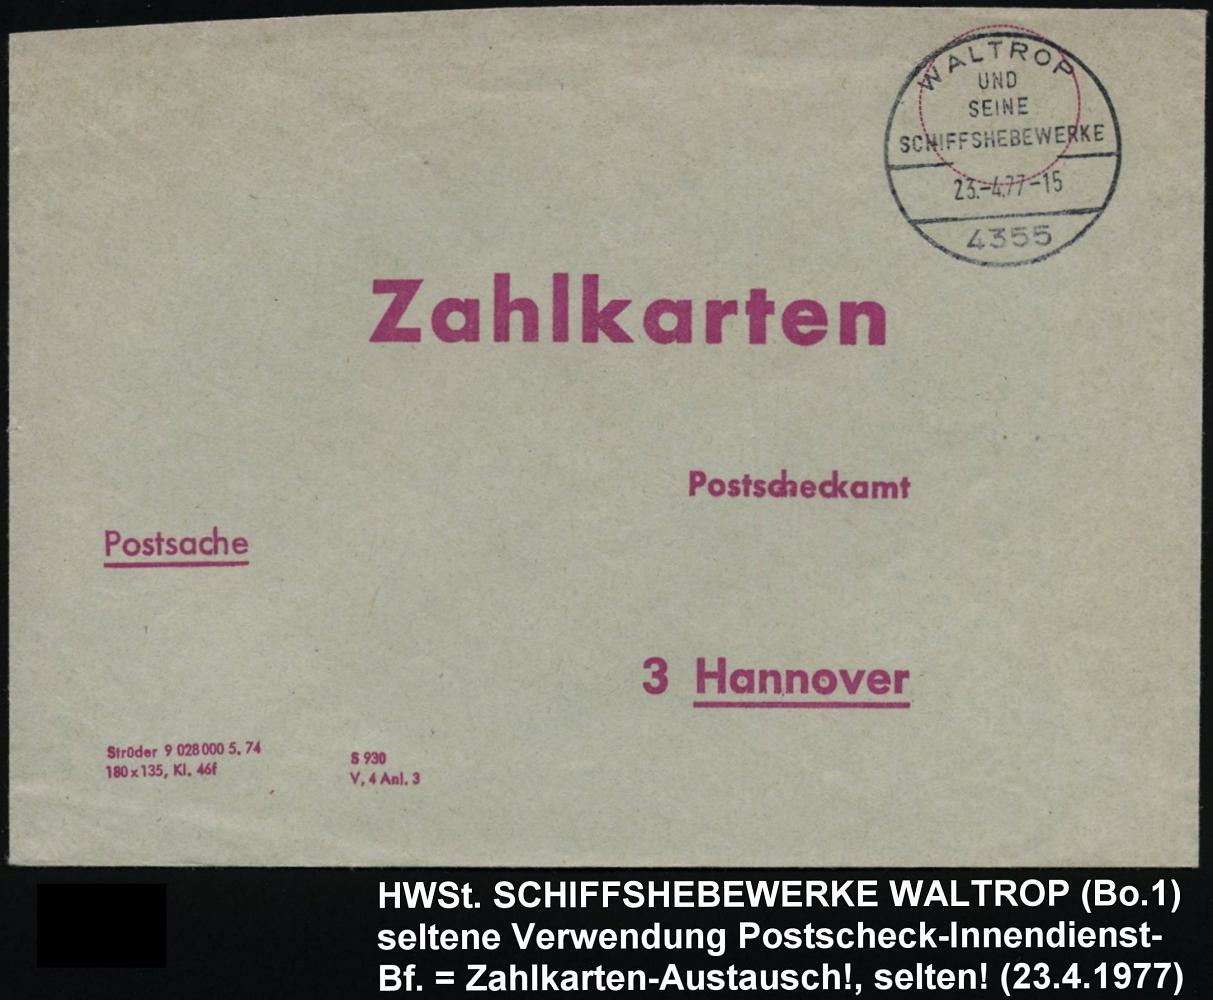 WALTROP
UND
SEINE
SCHIFFSHEBEWERKE
23.-4.77-15
4355
Zahlkarten
Postscheckamt
Postsache
3 Hannover
Strüder 9 028 000 5. 74
180 x 135, Kl. 46f
S 930
V, 4 Anl. 3
HWSt. SCHIFFSHEBEWERKE WALTROP (Bo.1)
seltene Verwendung Postscheck-Innendienst-
Bf. = Zahlkarten-Austausch!, selten! (23.4.1977)